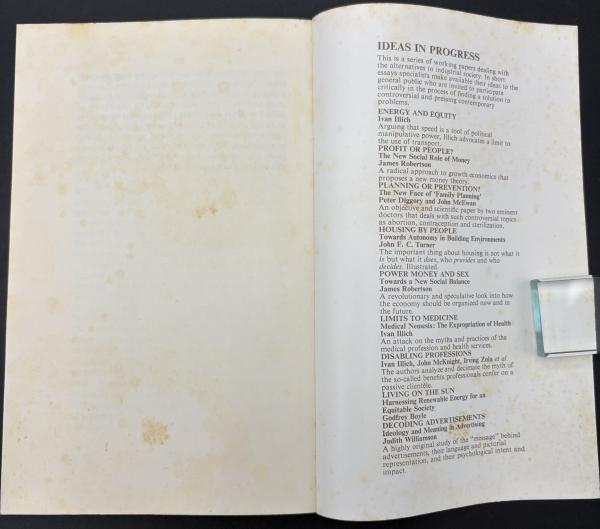 IDEAS IN PROGRESS
This is a series of working papers dealing with
the alternatives to industrial society. In short
essays specialists make available their ideas to the
general public who are invited to participate
critically in the process of finding a solution to
controversial and pressing contemporary
problems.
ENERGY AND EQUITY
Ivan Illich
Arguing that speed is a tool of political
manipulative power, Illich advocates a limit to
the use of transport.
PROFIT OR PEOPLE?
The New Social Role of Money
James Robertson
A radical approach to growth economics that
proposes a new money theory.
PLANNING OR PREVENTION?
The New Face of 'Family Planning'
Peter Diggory and John McEwan
An objective and scientific paper by two eminent
doctors that deals with such controversial topics
as abortion, contraception and sterilization.
HOUSING BY PEOPLE
Towards Autonomy in Building Environments
John F. C. Turner
The important thing about housing is not what it
is but what it does, who provides and who
decides. Illustrated.
POWER MONEY AND SEX
Towards a New Social Balance
James Robertson
A revolutionary and speculative look into how
the economy should be organized now and in
the future.
LIMITS TO MEDICINE
Medical Nemesis: The Expropriation of Health
Ivan Illich
An attack on the myths and practices of the
medical profession and health services.
DISABLING PROFESSIONS
Ivan Illich, John McKnight, Irving Zola et al.
The authors analyze and decimate the myth of
the so-called benefits professionals confer on a
passive clientèle.
LIVING ON THE SUN
Harnessing Renewable Energy for an
Equitable Society
Godfrey Boyle
DECODING ADVERTISEMENTS
Ideology and Meaning in Advertising
Judith Williamson
A highly original study of the "message" behind
advertisements, their language and pictorial
representation, and their psychological intent and
impact.